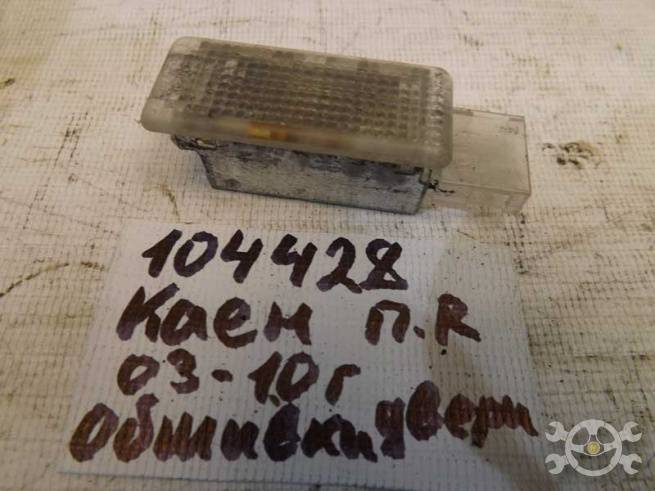 104428
Каен п.R
03-10г
Обшивки двери